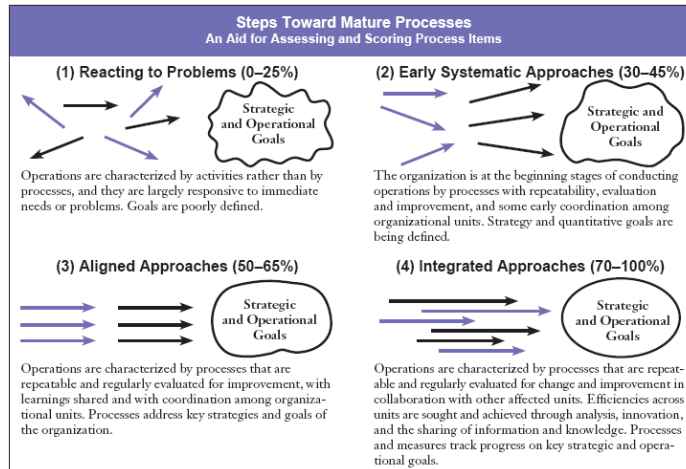 Steps Toward Mature Processes
An Aid for Assessing and Scoring Process Items
(1) Reacting to Problems (0–25%)
Strategic
and Operational
Goals
Operations are characterized by activities rather than by
processes, and they are largely responsive to immediate
needs or problems. Goals are poorly defined.
(2) Early Systematic Approaches (30–45%)
Strategic
and Operational
Goals
The organization is at the beginning stages of conducting
operations by processes with repeatability, evaluation
and improvement, and some early coordination among
organizational units. Strategy and quantitative goals are
being defined.
(3) Aligned Approaches (50–65%)
Strategic
and Operational
Goals
Operations are characterized by processes that are
repeatable and regularly evaluated for improvement, with
learnings shared and with coordination among organiza-
tional units. Processes address key strategies and goals of
the organization.
(4) Integrated Approaches (70–100%)
Strategic
and Operational
Goals
Operations are characterized by processes that are repeat-
able and regularly evaluated for change and improvement in
collaboration with other affected units. Efficiencies across
units are sought and achieved through analysis, innovation,
and the sharing of information and knowledge. Processes
and measures track progress on key strategic and opera-
tional goals.